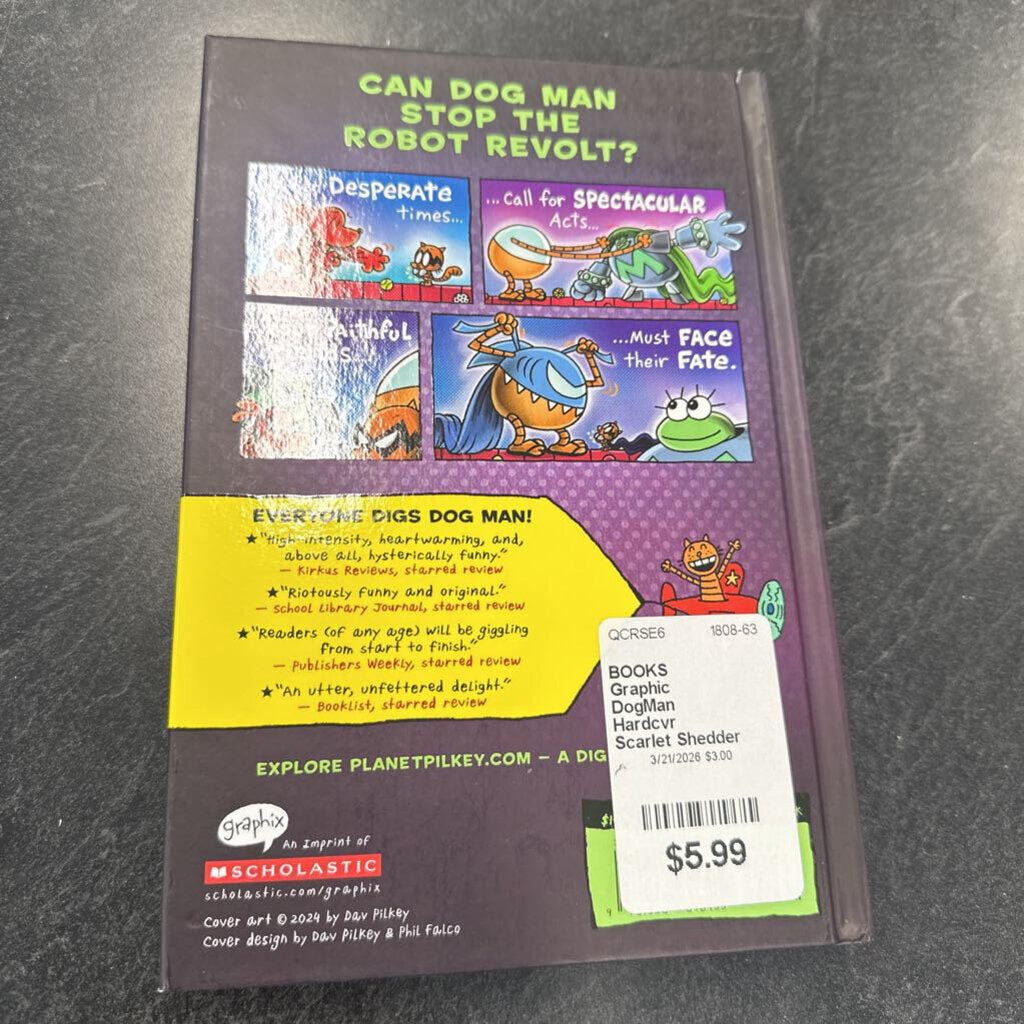 CAN DOG MAN
STOP THE
ROBOT REVOLT?
DESPERATE
times...
...Call for SPECTACULAR
Acts...
...Must FACE
their FATE.
M
EVERYONE DIGS DOG MAN!
★"High-intensity, heartwarming, and,
above all, hysterically funny."
— Kirkus Reviews, starred review
★"Riotously funny and original."
— School Library Journal, starred review
★"Readers (of any age) will be giggling
from start to finish."
— Publishers Weekly, starred review
★"An utter, unfettered delight."
— Booklist, starred review
EXPLORE PLANETPILKEY.COM — A DIG
graphix
An Imprint of
SCHOLASTIC
scholastic.com/graphix
Cover art © 2024 by Dav Pilkey
Cover design by Dav Pilkey & Phil Falco
QCRSE6 1808-63
BOOKS
Graphic
DogMan
Hardcvr
Scarlet Shedder
3/21/2026 $3.00
$5.99